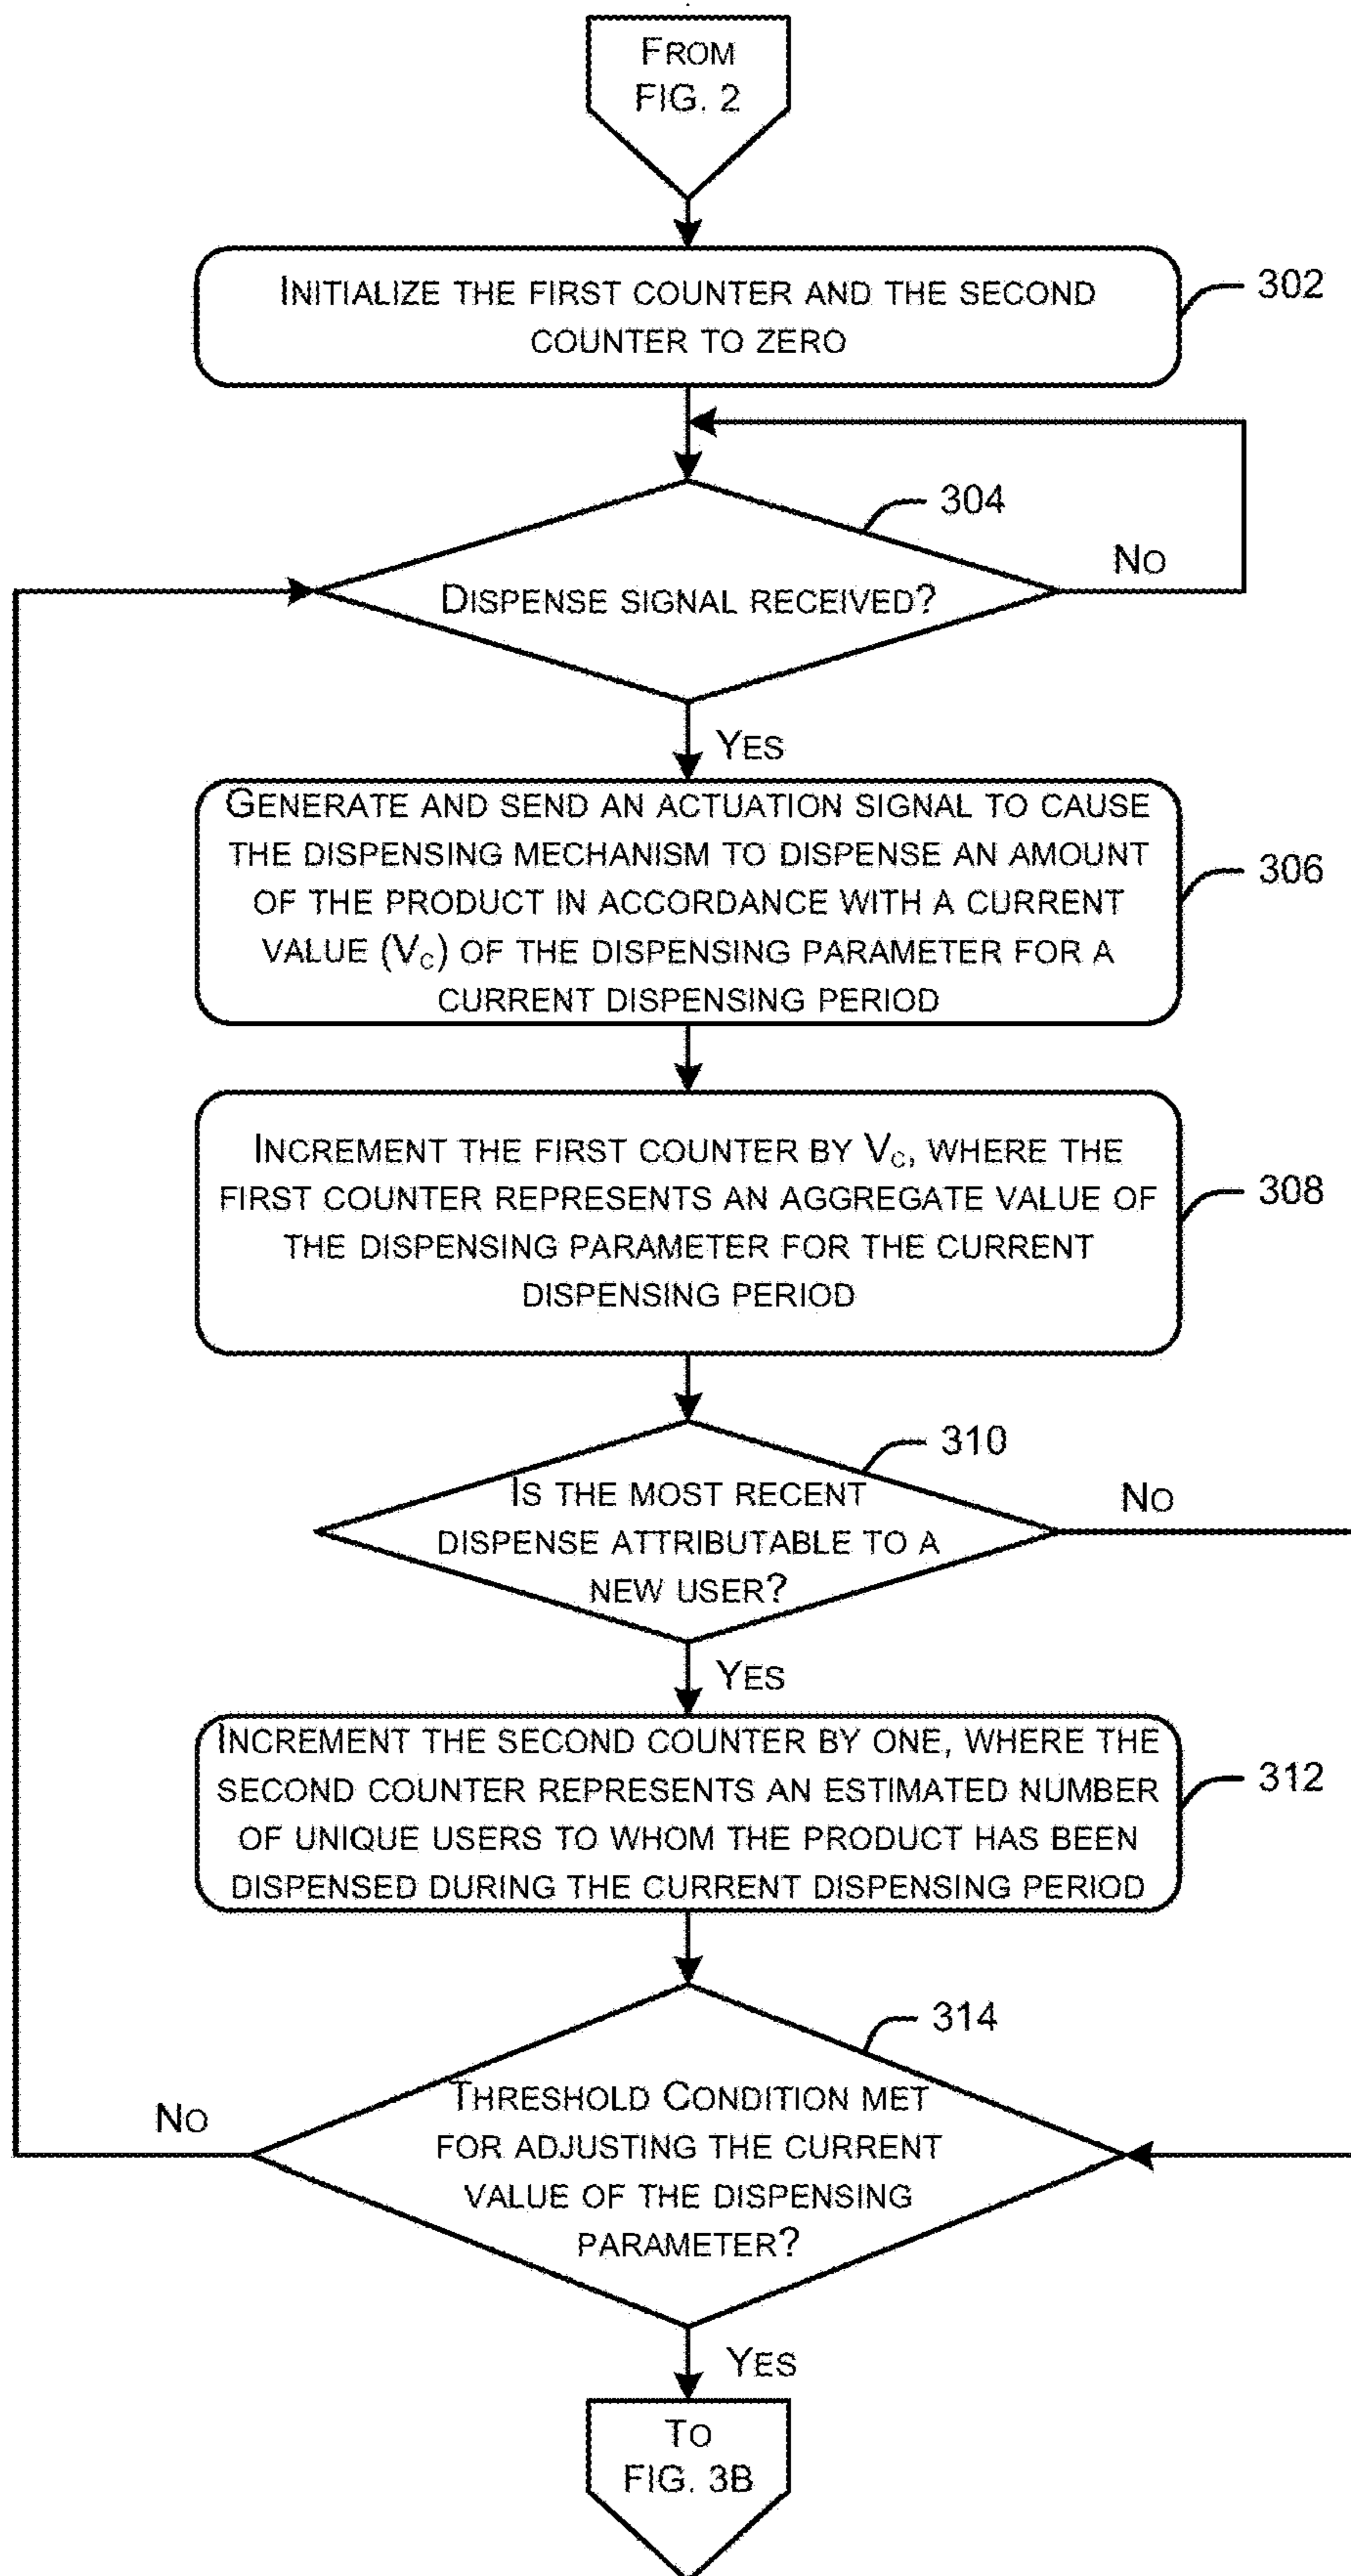 FROM
FIG. 2
INITIALIZE THE FIRST COUNTER AND THE SECOND
COUNTER TO ZERO
302
304
DISPENSE SIGNAL RECEIVED?
NO
YES
GENERATE AND SEND AN ACTUATION SIGNAL TO CAUSE
THE DISPENSING MECHANISM TO DISPENSE AN AMOUNT
OF THE PRODUCT IN ACCORDANCE WITH A CURRENT
VALUE (VC) OF THE DISPENSING PARAMETER FOR A
CURRENT DISPENSING PERIOD
306
INCREMENT THE FIRST COUNTER BY VC, WHERE THE
FIRST COUNTER REPRESENTS AN AGGREGATE VALUE OF
THE DISPENSING PARAMETER FOR THE CURRENT
DISPENSING PERIOD
308
310
IS THE MOST RECENT
DISPENSE ATTRIBUTABLE TO A
NEW USER?
NO
YES
INCREMENT THE SECOND COUNTER BY ONE, WHERE THE
SECOND COUNTER REPRESENTS AN ESTIMATED NUMBER
OF UNIQUE USERS TO WHOM THE PRODUCT HAS BEEN
DISPENSED DURING THE CURRENT DISPENSING PERIOD
312
314
THRESHOLD CONDITION MET
FOR ADJUSTING THE CURRENT
VALUE OF THE DISPENSING
PARAMETER?
NO
YES
TO
FIG. 3B